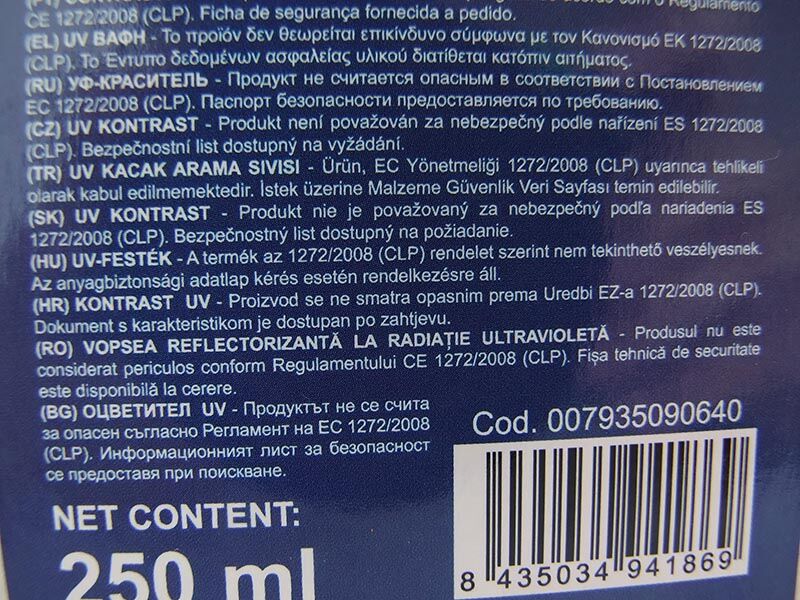 Regulamento
CE 1272/2008 (CLP). Ficha de segurança fornecida a pedido.
(EL) UV ΒΑΦΗ - Το προϊόν δεν θεωρείται επικίνδυνο σύμφωνα με τον Κανονισμό ΕΚ 1272/2008
(CLP). Το Έντυπο δεδομένων ασφαλείας υλικού διατίθεται κατόπιν αιτήματος.
(RU) УФ-КРАСИТЕЛЬ - Продукт не считается опасным в соответствии с Постановлением
ЕС 1272/2008 (CLP). Паспорт безопасности предоставляется по требованию.
(CZ) UV KONTRAST - Produkt není považován za nebezpečný podle nařízení ES 1272/2008
(CLP). Bezpečnostní list dostupný na vyžádání.
(TR) UV KACAK ARAMA SIVISI - Ürün, EC Yönetmeliği 1272/2008 (CLP) uyarınca tehlikeli
olarak kabul edilmemektedir. İstek üzerine Malzeme Güvenlik Veri Sayfası temin edilebilir.
(SK) UV KONTRAST - Produkt nie je považovaný za nebezpečný podľa nariadenia ES
1272/2008 (CLP). Bezpečnostný list dostupný na požiadanie.
(HU) UV-FESTÉK - A termék az 1272/2008 (CLP) rendelet szerint nem tekinthető veszélyesnek.
Az anyagbiztonsági adatlap kérés esetén rendelkezésre áll.
(HR) KONTRAST UV - Proizvod se ne smatra opasnim prema Uredbi EZ-a 1272/2008 (CLP).
Dokument s karakteristikom je dostupan po zahtjevu.
(RO) VOPSEA REFLECTORIZANTĂ LA RADIAȚIE ULTRAVIOLETĂ - Produsul nu este
considerat periculos conform Regulamentului CE 1272/2008 (CLP). Fișa tehnică de securitate
este disponibilă la cerere.
(BG) ОЦВЕТИТЕЛ UV - Продуктът не се счита
за опасен съгласно Регламент на ЕС 1272/2008
(CLP). Информационният лист за безопасност
се предоставя при поискване.
Cod. 007935090640
8 435034 941869
NET CONTENT:
250 ml